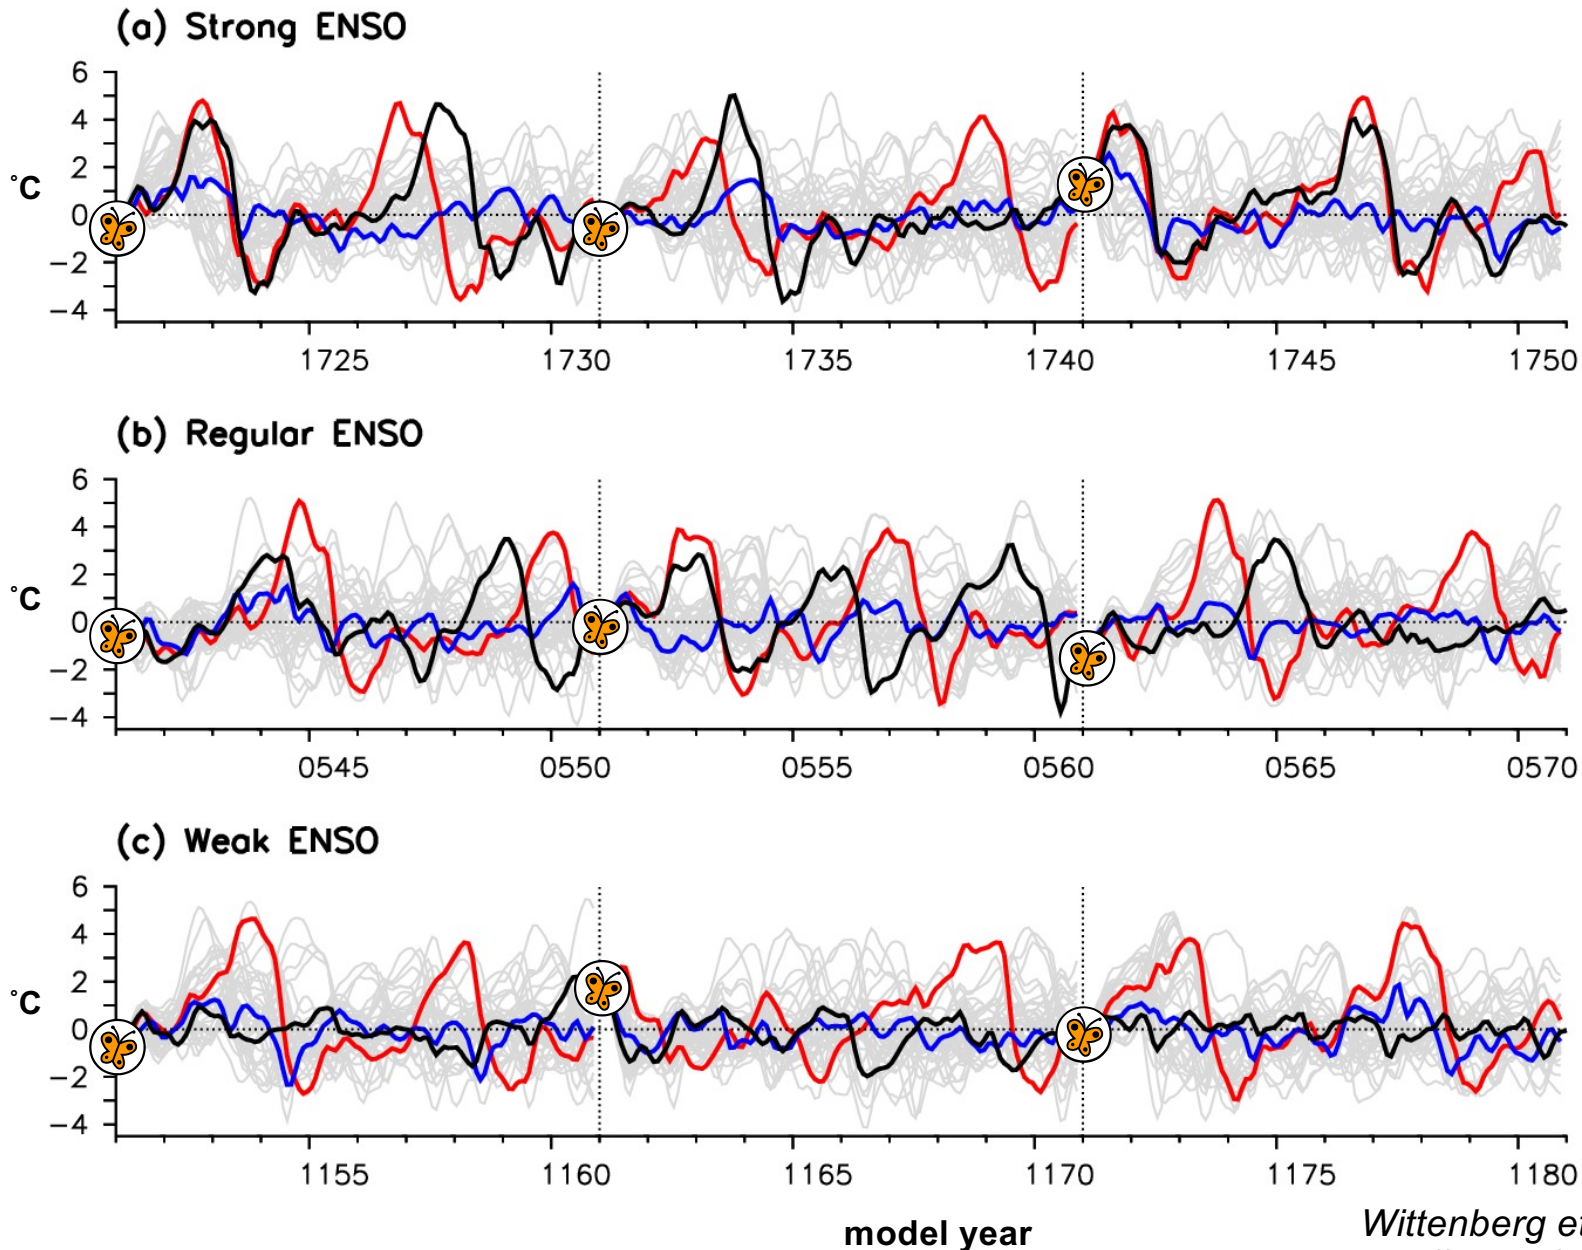 (a) Strong ENSO
°C
6
4
2
0
−2
−4
1725 1730 1735 1740 1745 1750
(b) Regular ENSO
°C
6
4
2
0
−2
−4
0545 0550 0555 0560 0565 0570
(c) Weak ENSO
°C
6
4
2
0
−2
−4
1155 1160 1165 1170 1175 1180
model year
Wittenberg et